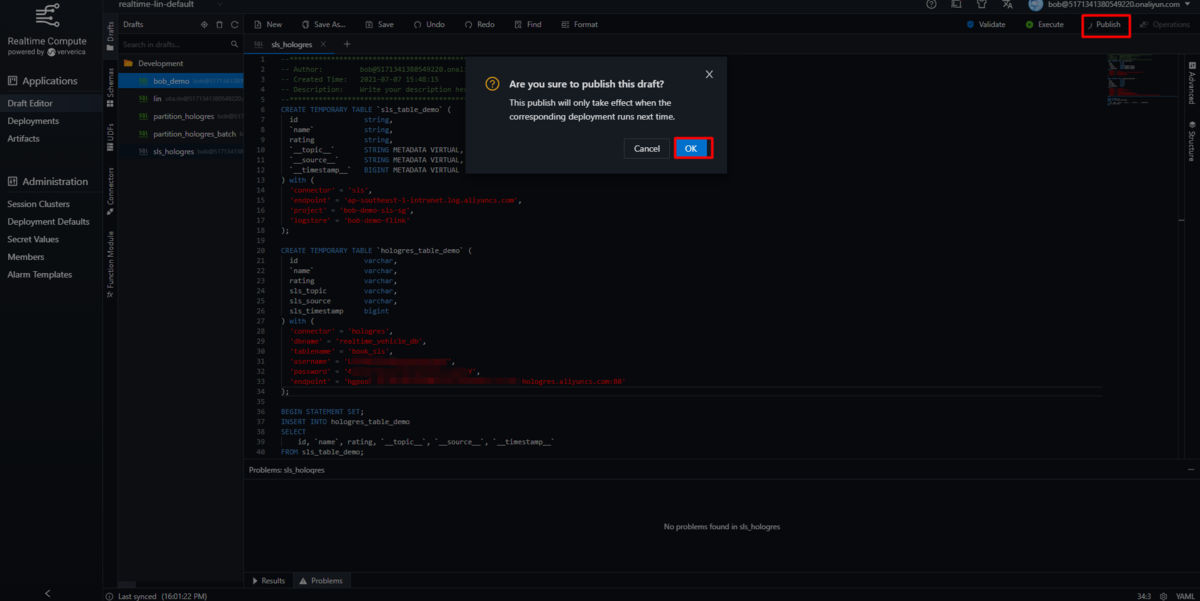 realtime-lin-default
bob@5171341380549220.onaliyun.com
Realtime Compute
powered by ververica
Drafts
New
Save As...
Save
Undo
Redo
Find
Format
Validate
Execute
Publish
Operations
Search in drafts...
sls_hologres
Applications
Draft Editor
Deployments
Artifacts
Administration
Session Clusters
Deployment Defaults
Secret Values
Members
Alarm Templates
Drafts
Schemas
UDFs
Connectors
Function Module
Development
bob_demo
lin
partition_hologres
partition_hologres_batch
sls_hologres
Are you sure to publish this draft?
This publish will only take effect when the
corresponding deployment runs next time.
Cancel
OK
1 --********************
2 -- Author: bob@5171341380549220.onali
3 -- Created Time: 2021-07-07 15:48:15
4 -- Description: Write your description he
5 --********************
6 CREATE TEMPORARY TABLE `sls_table_demo` (
7 id string,
8 `name` string,
9 rating string,
10 `__topic__` STRING METADATA VIRTUAL,
11 `__source__` STRING METADATA VIRTUAL,
12 `__timestamp__` BIGINT METADATA VIRTUAL
13 ) with (
14 'connector' = 'sls',
15 'endpoint' = 'ap-southeast-1-intranet.log.aliyuncs.com',
16 'project' = 'bob-demo-sls-sg',
17 'logstore' = 'bob-demo-flink'
18 );
19
20 CREATE TEMPORARY TABLE `hologres_table_demo` (
21 id varchar,
22 `name` varchar,
23 rating varchar,
24 sls_topic varchar,
25 sls_source varchar,
26 sls_timestamp bigint
27 ) with (
28 'connector' = 'hologres',
29 'dbname' = 'realtime_vehicle_db',
30 'tablename' = 'book_sls',
31 'username' =
32 'password' =
33 'endpoint' = hologres.aliyuncs.com:80'
34 );
35
36 BEGIN STATEMENT SET;
37 INSERT INTO hologres_table_demo
38 SELECT
39 id, `name`, rating, `__topic__`, `__source__`, `__timestamp__`
40 FROM sls_table_demo;
Advanced
Structure
Problems: sls_hologres
No problems found in sls_hologres
Results
Problems
Last synced (16:01:22 PM)
34:3
YAML